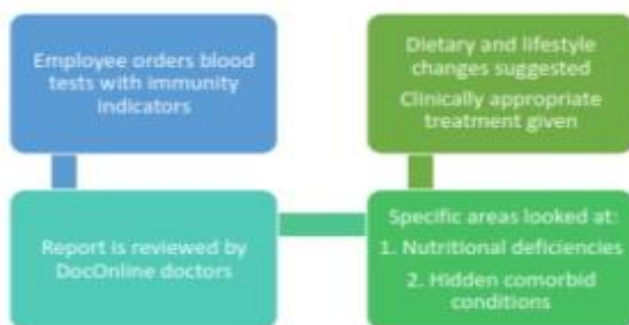 Employee orders blood
tests with immunity
indicators
Report is reviewed by
DocOnline doctors
Specific areas looked at:
1. Nutritional deficiencies
2. Hidden comorbid
conditions
Dietary and lifestyle
changes suggested
Clinically appropriate
treatment given